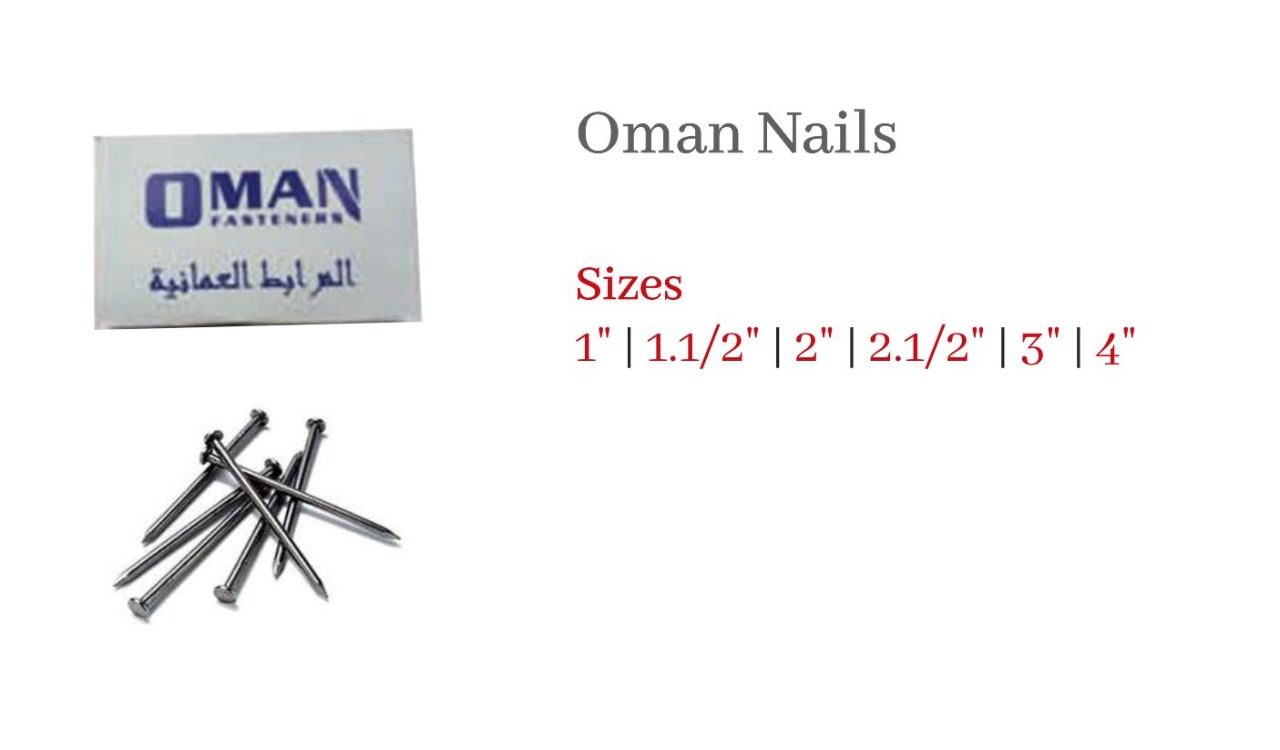 OMAN
FASTENERS
المرابط العمانية
Oman Nails
Sizes
1" | 1.1/2" | 2" | 2.1/2" | 3" | 4"